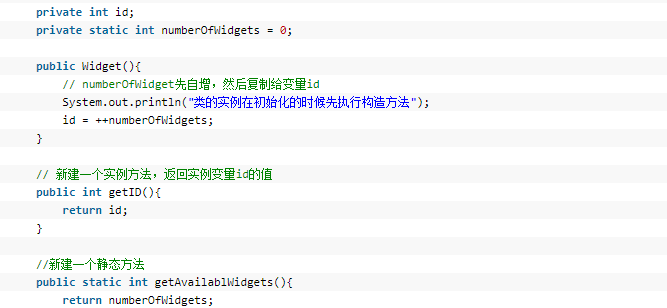 private int id;
private static int numberOfWidgets = 0;
public Widget(){
// numberOfWidget先自增，然后复制给变量id
System.out.println("类的实例在初始化的时候先执行构造方法");
id = ++numberOfWidgets;
}
// 新建一个实例方法，返回实例变量id的值
public int getID(){
return id;
}
//新建一个静态方法
public static int getAvailablWidgets(){
return numberOfWidgets;